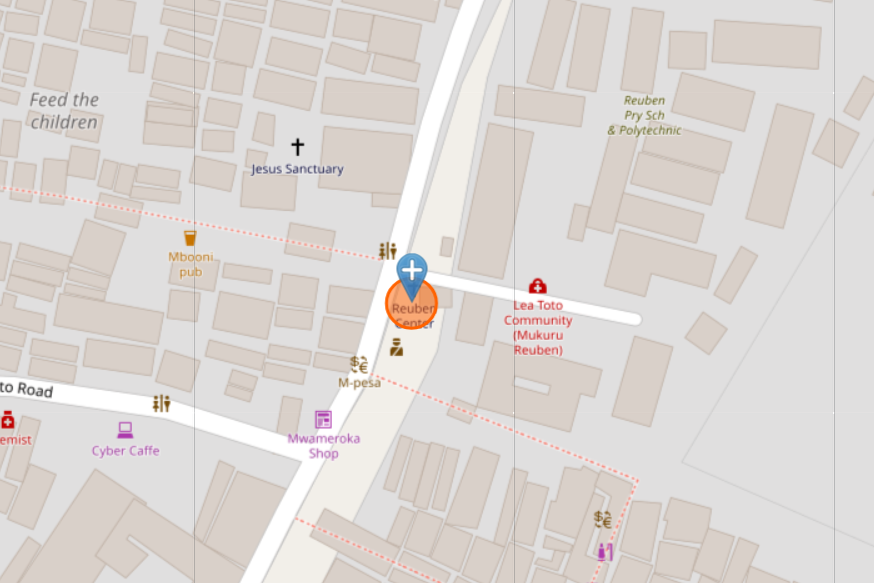 Feed the
children
Reuben
Pry Sch
& Polytechnic
Jesus Sanctuary
Mbooni
pub
Reuben
Center
Lea Toto
Community
(Mukuru
Reuben)
M-pesa
to Road
emist
Cyber Caffe
Mwameroka
Shop